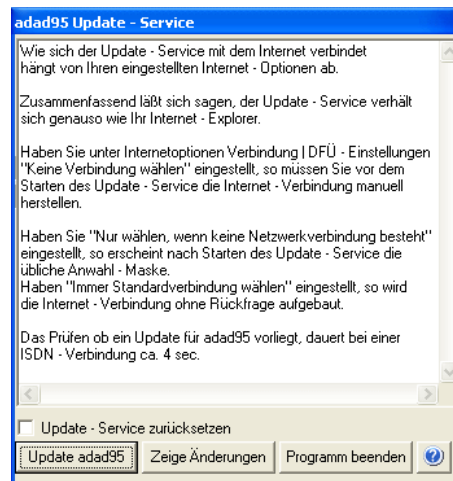 adad95 Update - Service
Wie sich der Update - Service mit dem Internet verbindet
hängt von Ihren eingestellten Internet - Optionen ab.
Zusammenfassend läßt sich sagen, der Update - Service verhält
sich genauso wie Ihr Internet - Explorer.
Haben Sie unter Internetoptionen Verbindung | DFÜ - Einstellungen
"Keine Verbindung wählen" eingestellt, so müssen Sie vor dem
Starten des Update - Service die Internet - Verbindung manuell
herstellen.
Haben Sie "Nur wählen, wenn keine Netzwerkverbindung besteht"
eingestellt, so erscheint nach Starten des Update - Service die
übliche Anwahl - Maske.
Haben "Immer Standardverbindung wählen" eingestellt, so wird
die Internet - Verbindung ohne Rückfrage aufgebaut.
Das Prüfen ob ein Update für adad95 vorliegt, dauert bei einer
ISDN - Verbindung ca. 4 sec.
Update - Service zurücksetzen
Update adad95 Zeige Änderungen Programm beenden ?